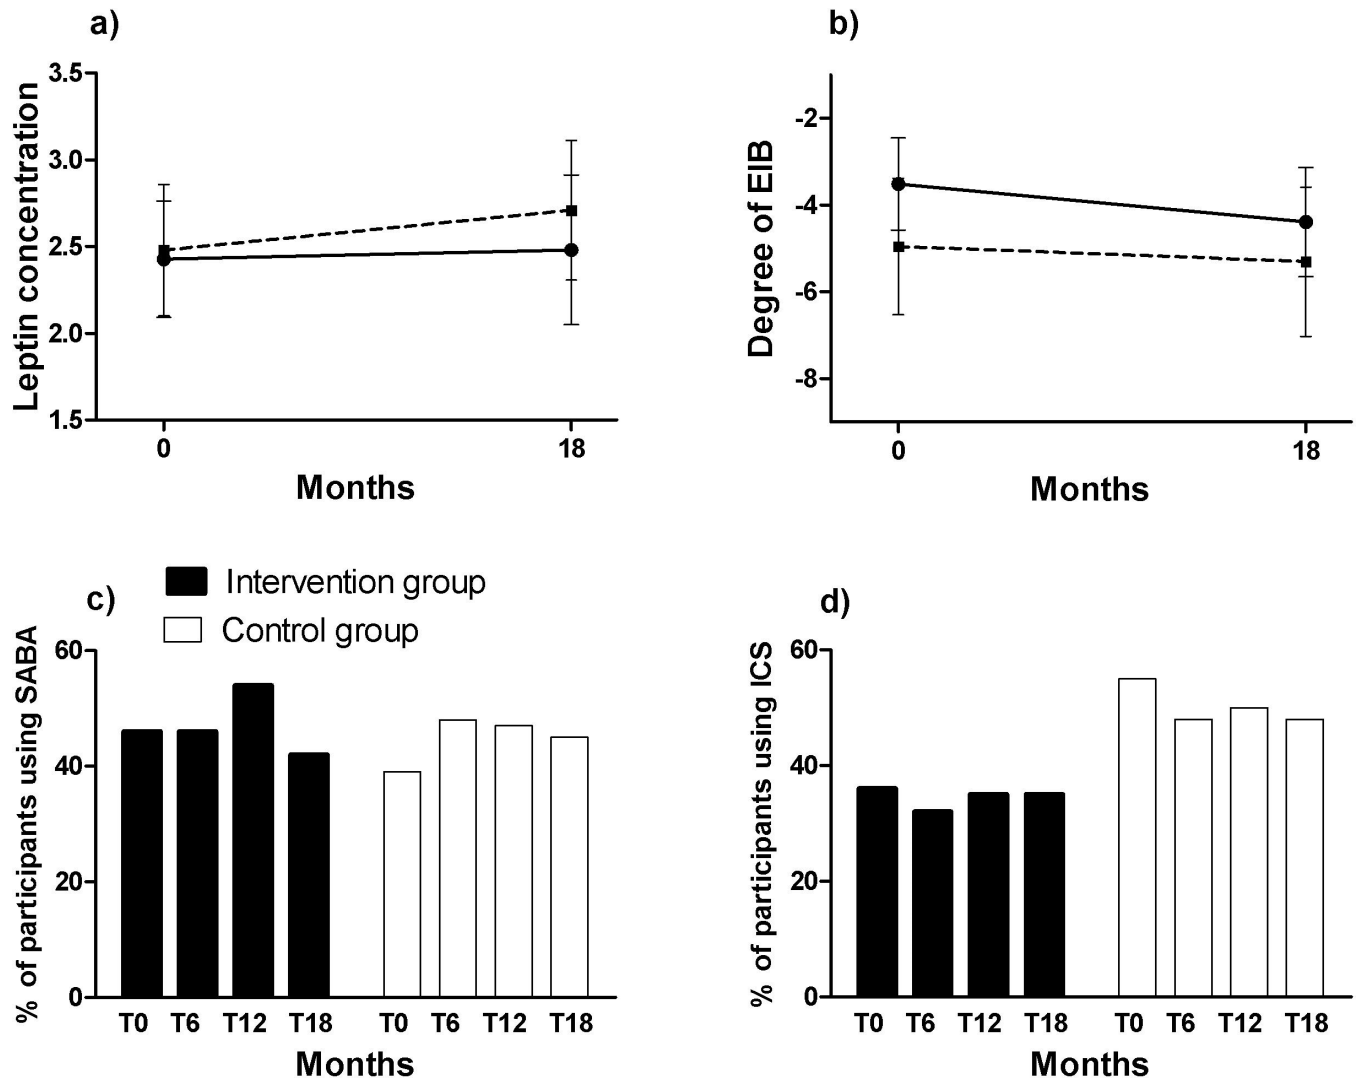 a)
Leptin concentration
3.5
3.0
2.5
2.0
1.5
0 18
Months
b)
Degree of EIB
-2
-4
-6
-8
0 18
Months
Intervention group
Control group
c)
% of participants using SABA
60
40
20
0
T0 T6 T12 T18 T0 T6 T12 T18
Months
d)
% of participants using ICS
60
40
20
0
T0 T6 T12 T18 T0 T6 T12 T18
Months